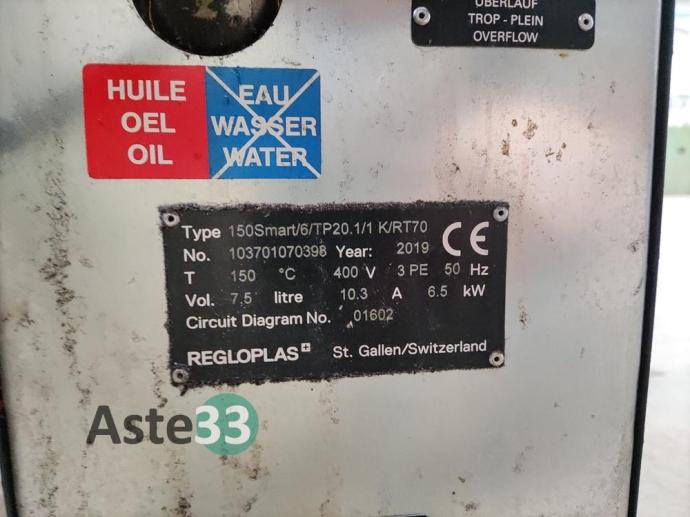 ÜBERLAUF
TROP - PLEIN
OVERFLOW
HUILE
OEL
OIL
EAU
WASSER
WATER
Type 150Smart/6/TP20.1/1 K/RT70
No. 103701070398 Year: 2019 CE
T 150 °C 400 V 3 PE 50 Hz
Vol. 7,5 litre 10.3 A 6.5 kW
Circuit Diagram No. 01602
REGLOPLAS St. Gallen/Switzerland
Aste33